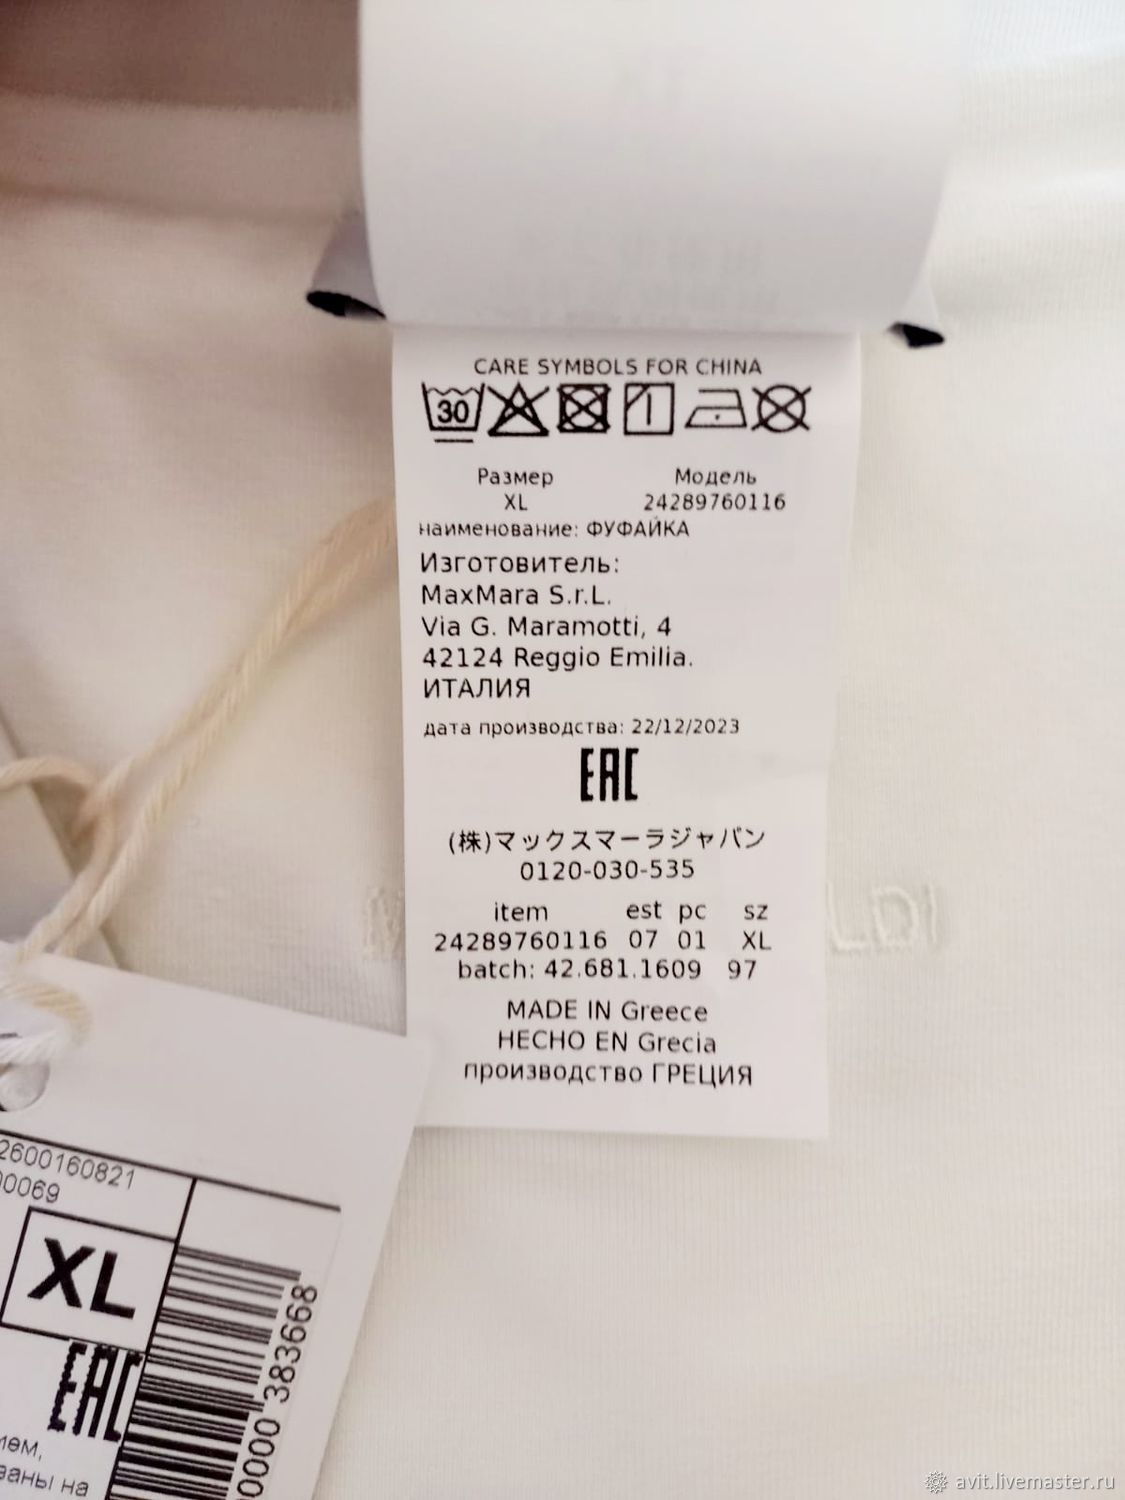 CARE SYMBOLS FOR CHINA
30
Размер Модель
XL 24289760116
наименование: ФУФАЙКА
Изготовитель:
MaxMara S.r.L.
Via G. Maramotti, 4
42124 Reggio Emilia.
ИТАЛИЯ
дата производства: 22/12/2023
EAC
(株)マックスマーラジャパン
0120-030-535
item est pc sz
24289760116 07 01 XL
batch: 42.681.1609 97
MADE IN Greece
HECHO EN Grecia
производство ГРЕЦИЯ
2600160821
00069
XL
EAC
0000 383668
на
avit.livemaster.ru